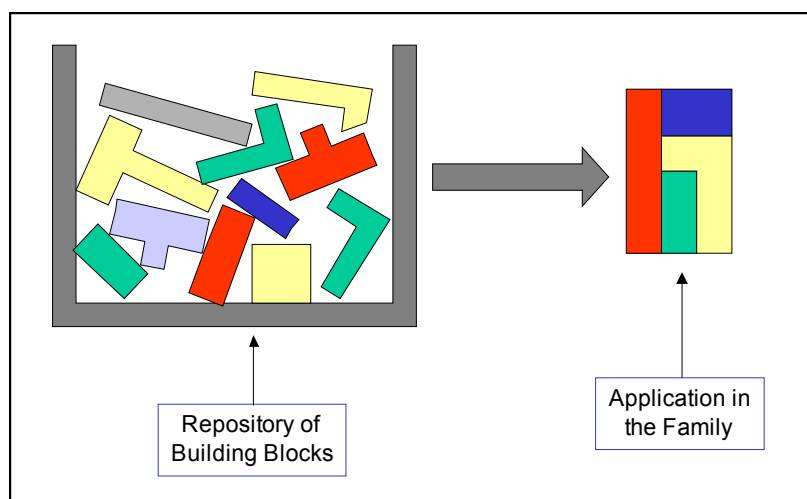 Repository of
Building Blocks
Application in
the Family